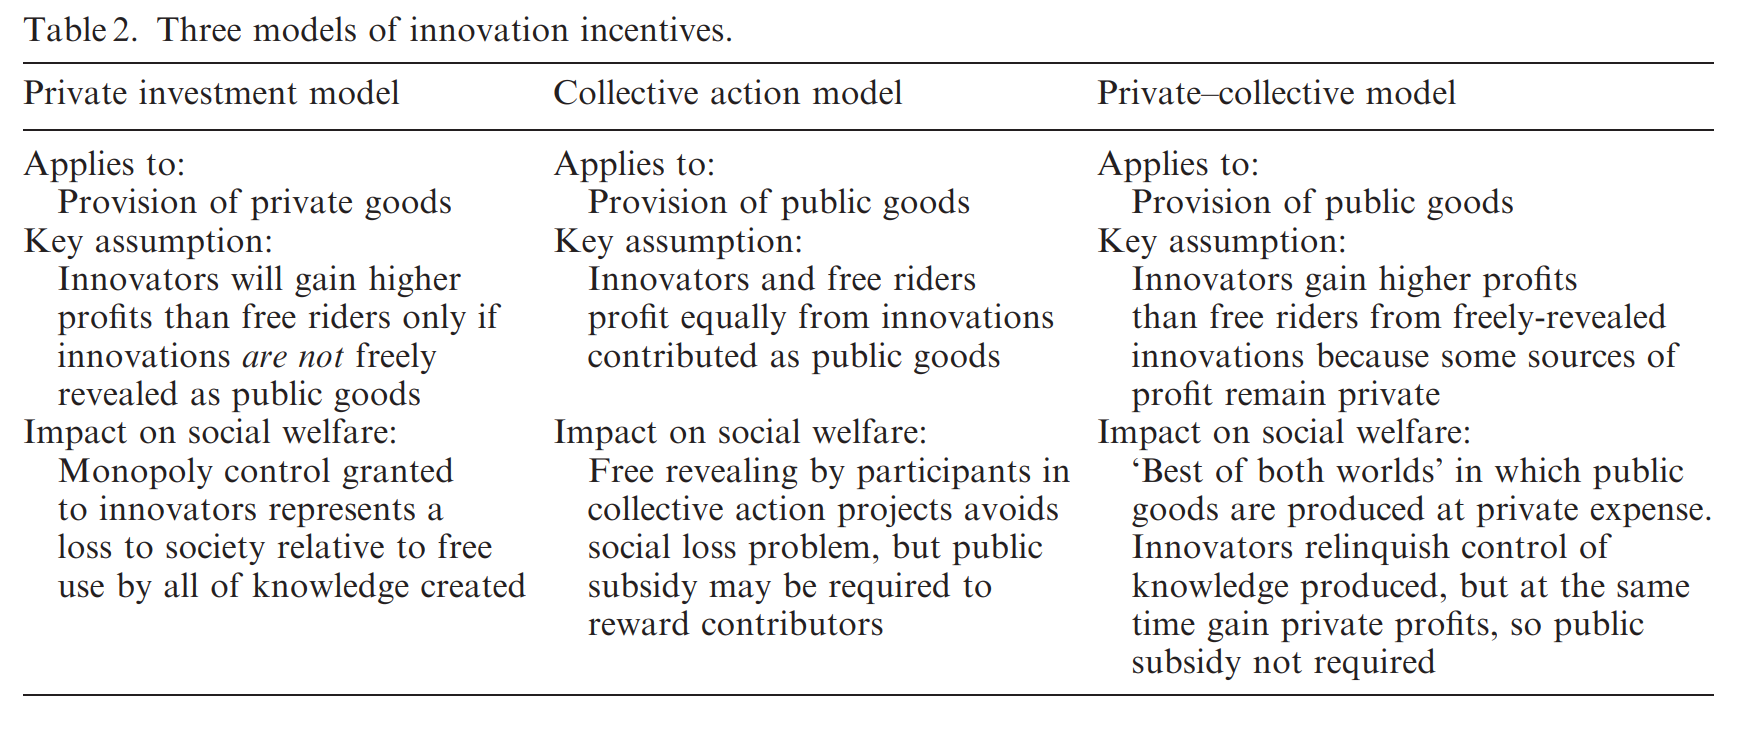 Table 2. Three models of innovation incentives.
Private investment model
Collective action model
Private–collective model
Applies to:
Provision of private goods
Key assumption:
Innovators will gain higher
profits than free riders only if
innovations are not freely
revealed as public goods
Impact on social welfare:
Monopoly control granted
to innovators represents a
loss to society relative to free
use by all of knowledge created
Applies to:
Provision of public goods
Key assumption:
Innovators and free riders
profit equally from innovations
contributed as public goods
Impact on social welfare:
Free revealing by participants in
collective action projects avoids
social loss problem, but public
subsidy may be required to
reward contributors
Applies to:
Provision of public goods
Key assumption:
Innovators gain higher profits
than free riders from freely-revealed
innovations because some sources of
profit remain private
Impact on social welfare:
‘Best of both worlds’ in which public
goods are produced at private expense.
Innovators relinquish control of
knowledge produced, but at the same
time gain private profits, so public
subsidy not required